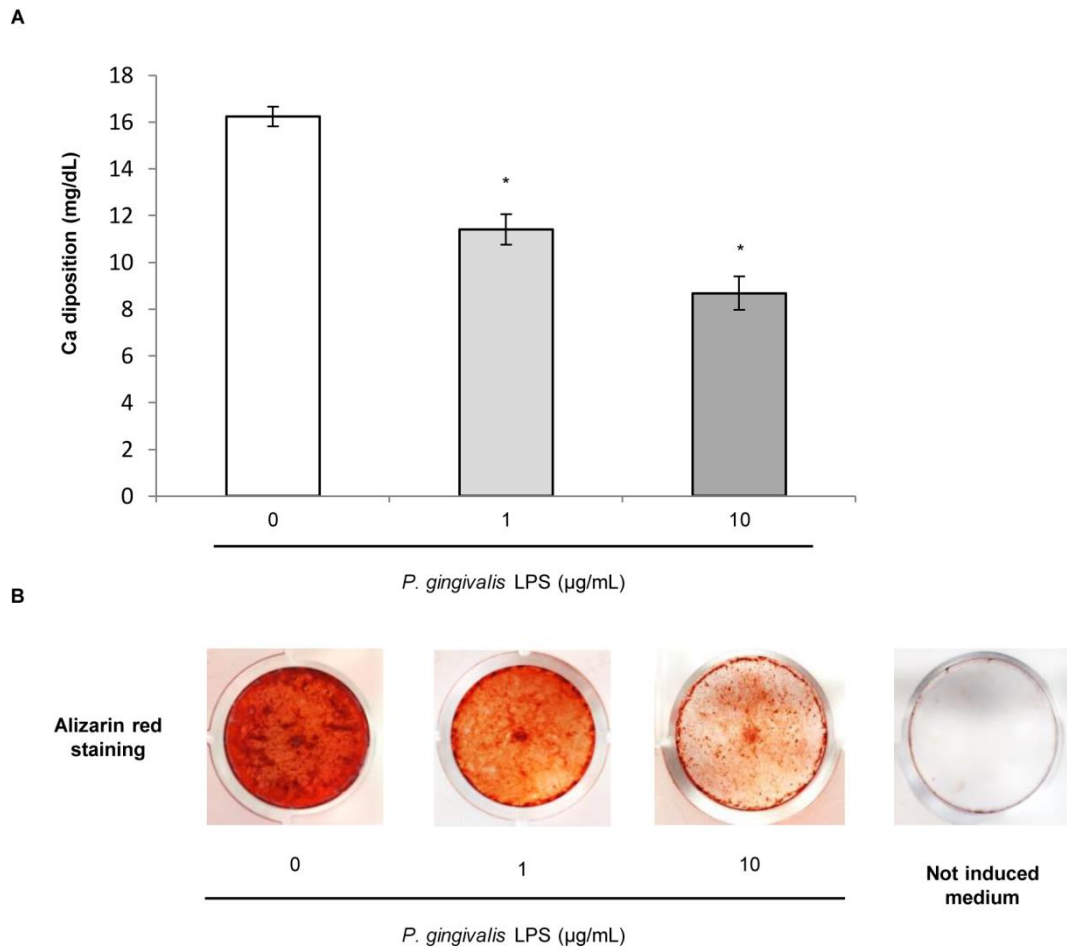 A
18
16
14
12
10
8
6
4
2
0
Ca diposition (mg/dL)
*
*
0 1 10
P. gingivalis LPS (µg/mL)
B
Alizarin red
staining
0 1 10
Not induced
medium
P. gingivalis LPS (µg/mL)